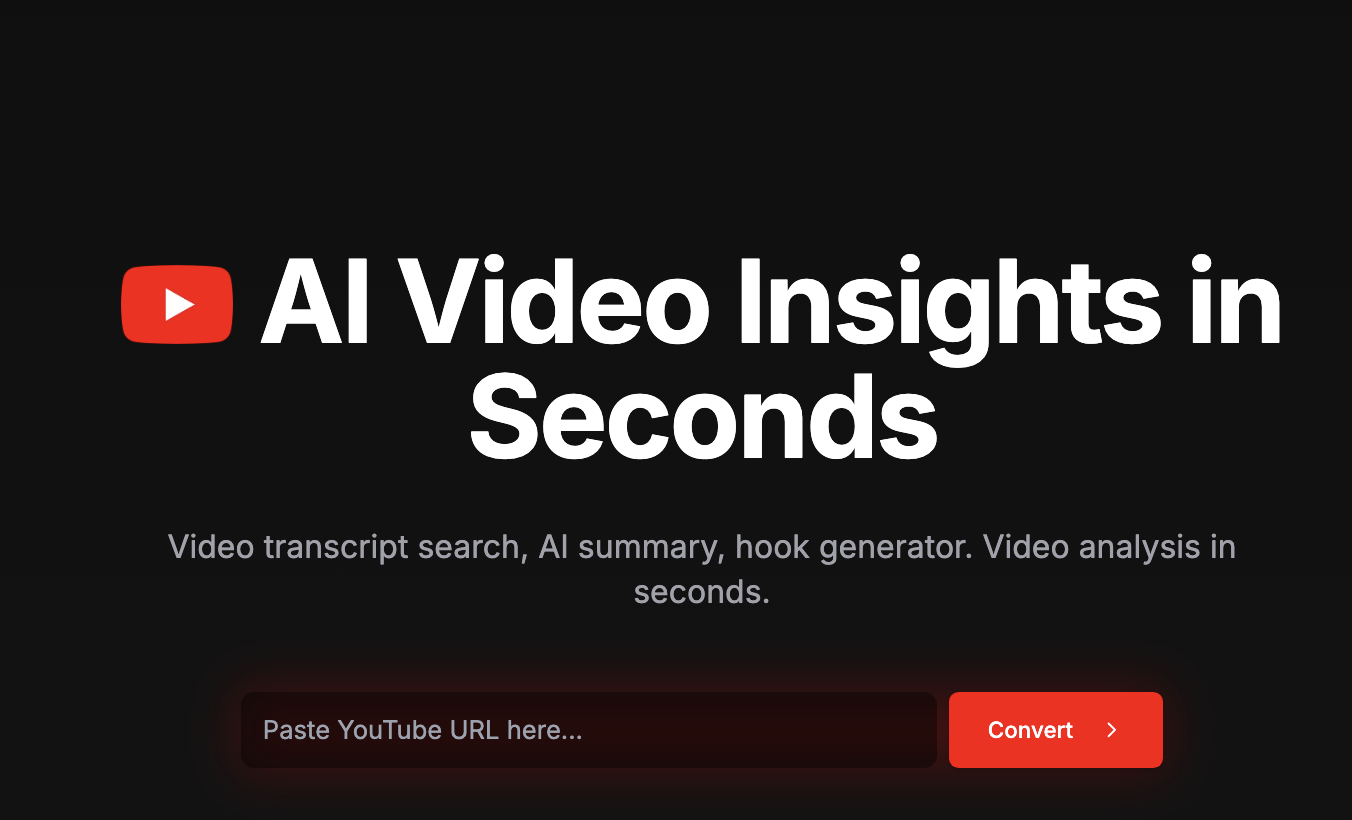 AI Video Insights in
Seconds
Video transcript search, AI summary, hook generator. Video analysis in
seconds.
Paste YouTube URL here...
Convert